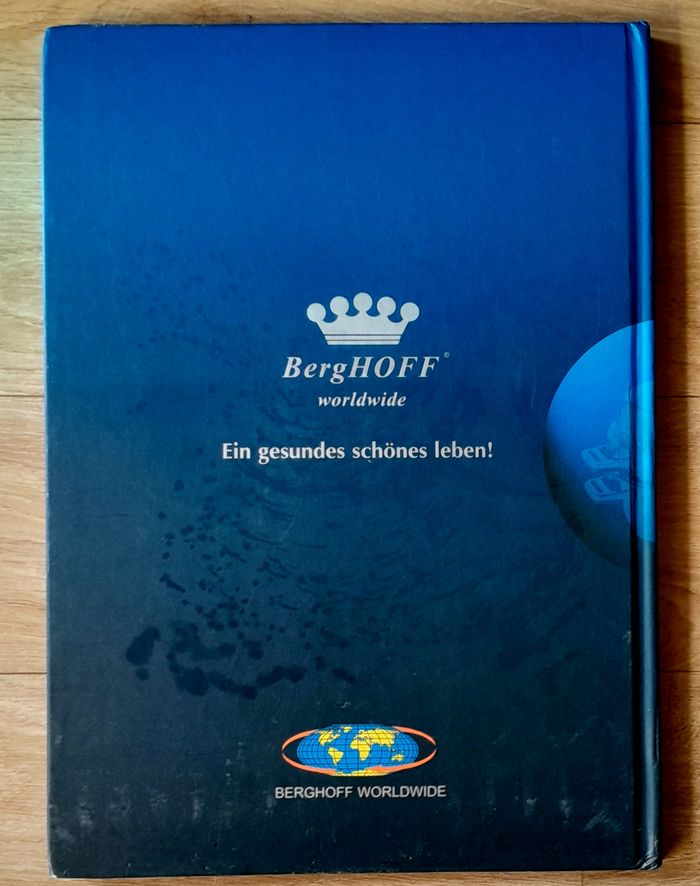 BergHOFF®
worldwide
Ein gesundes schönes leben!
BERGHOFF WORLDWIDE